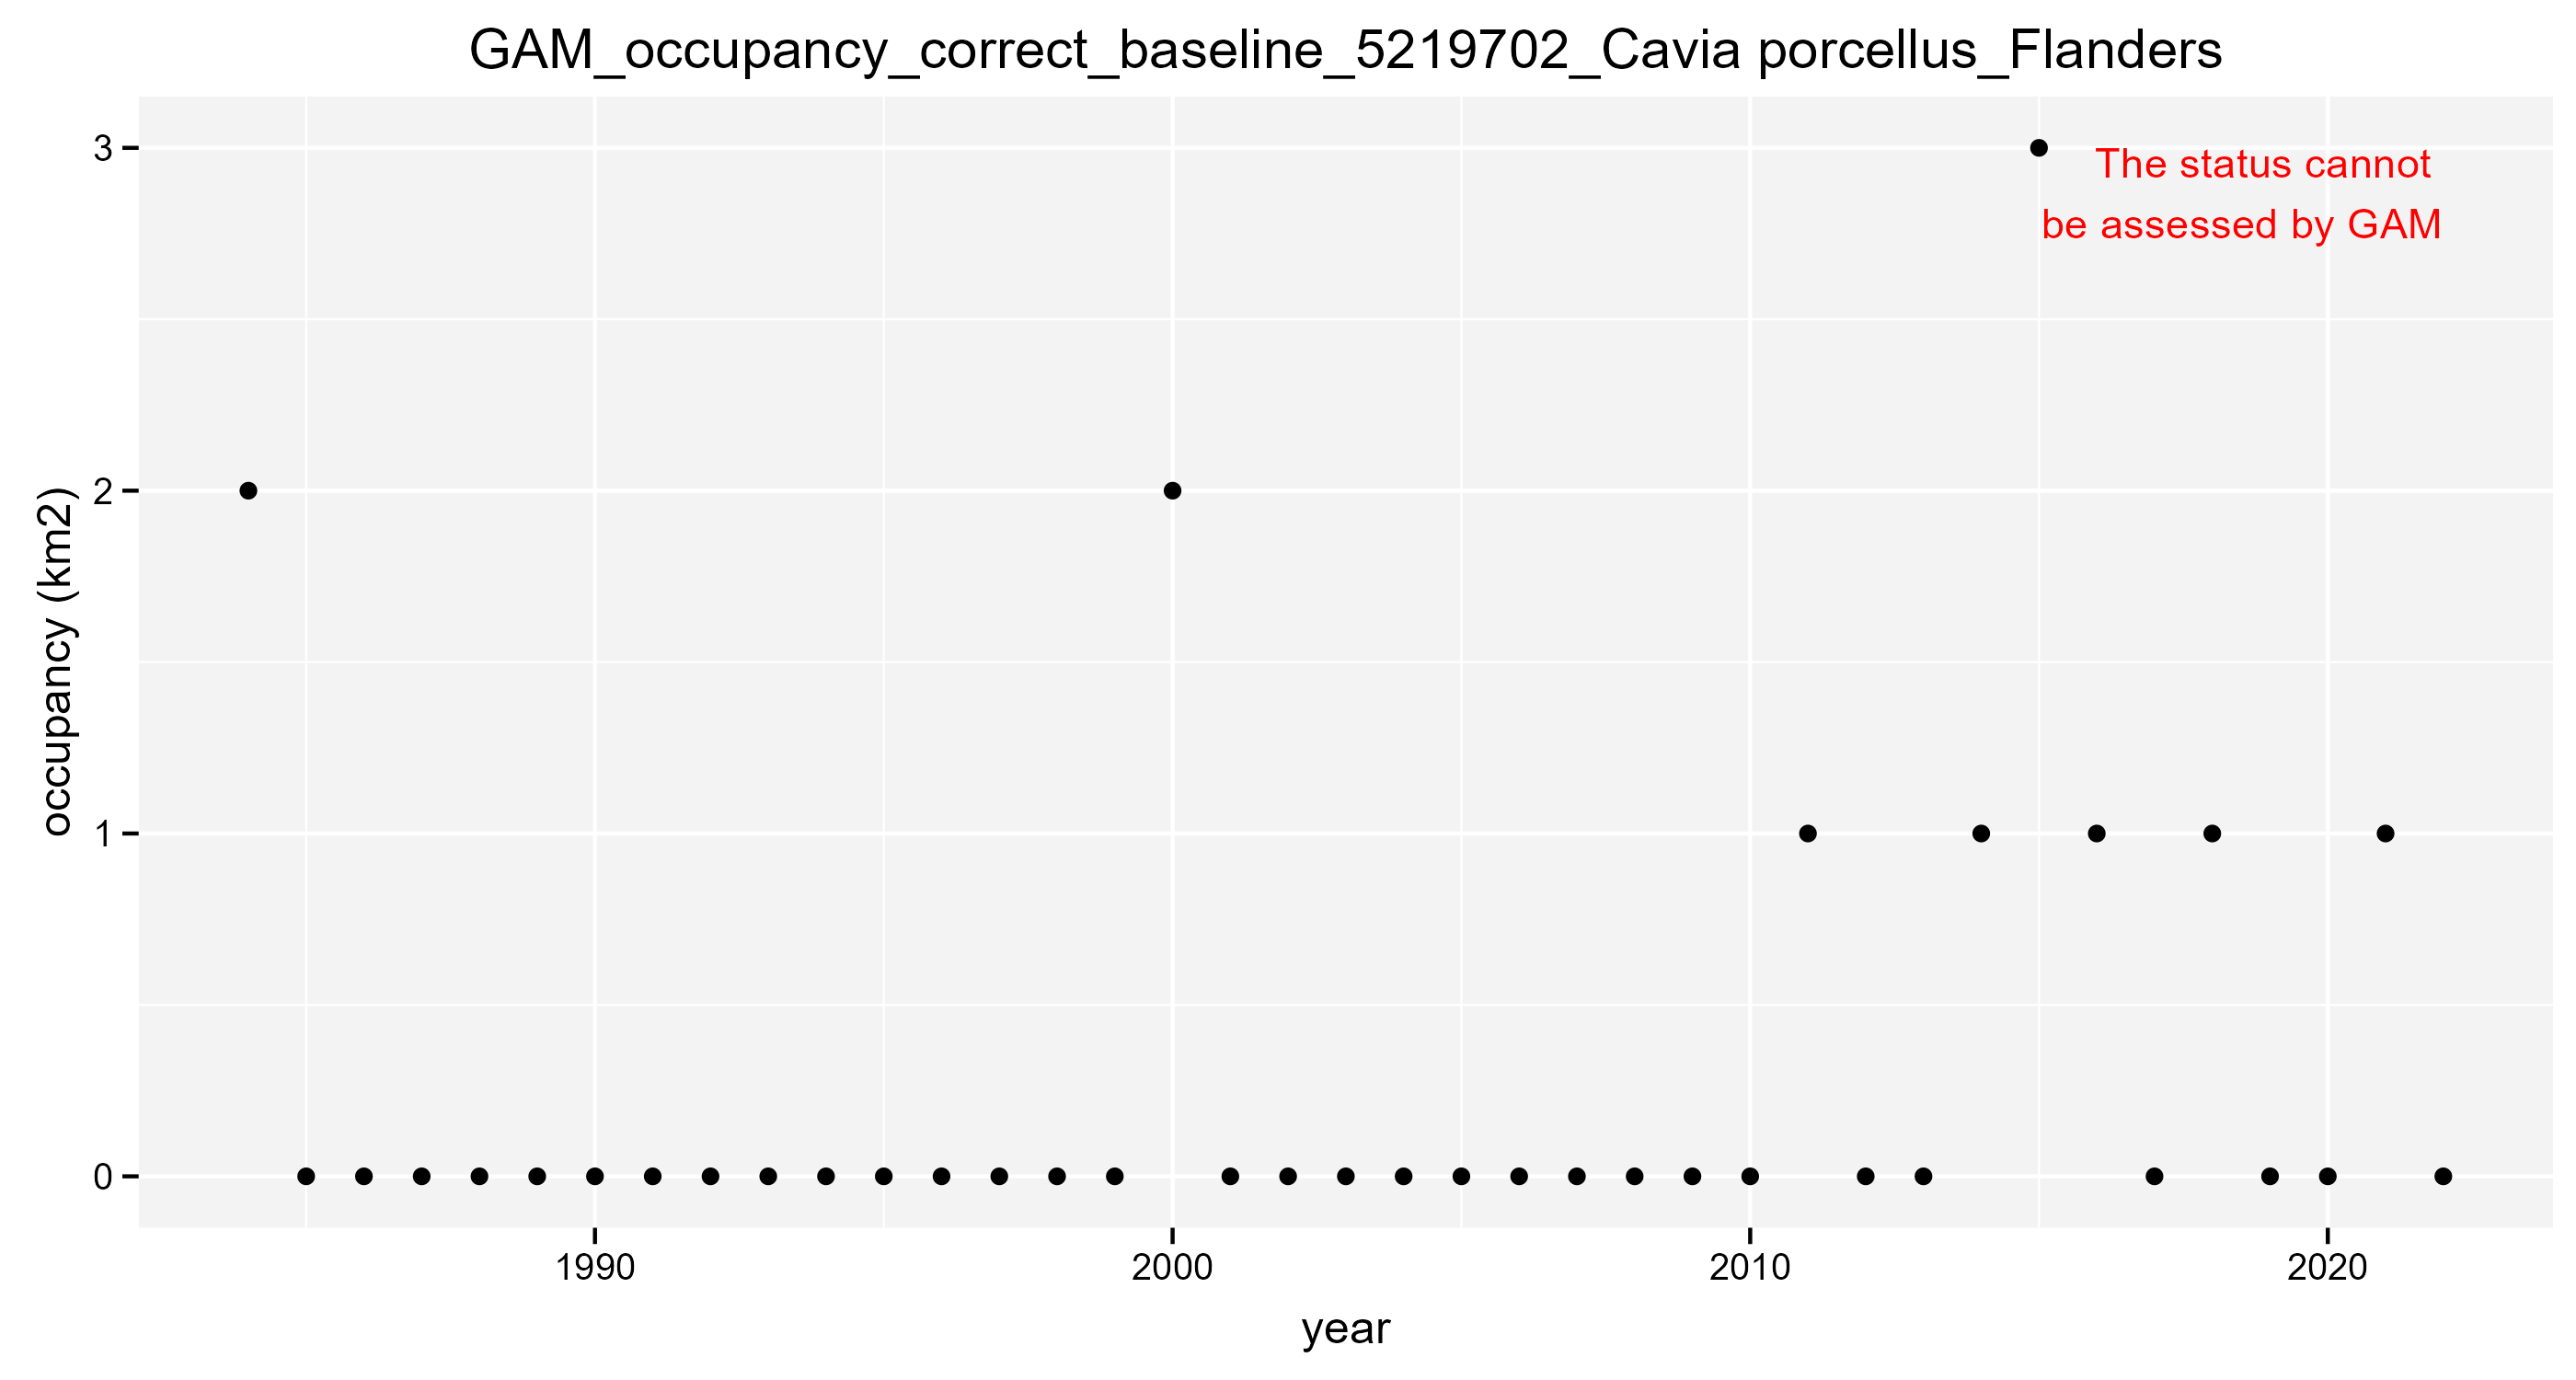 GAM_occupancy_correct_baseline_5219702_Cavia porcellus_Flanders
3
The status cannot
be assessed by GAM
2
occupancy (km2)
1
0
1990 2000 2010 2020
year